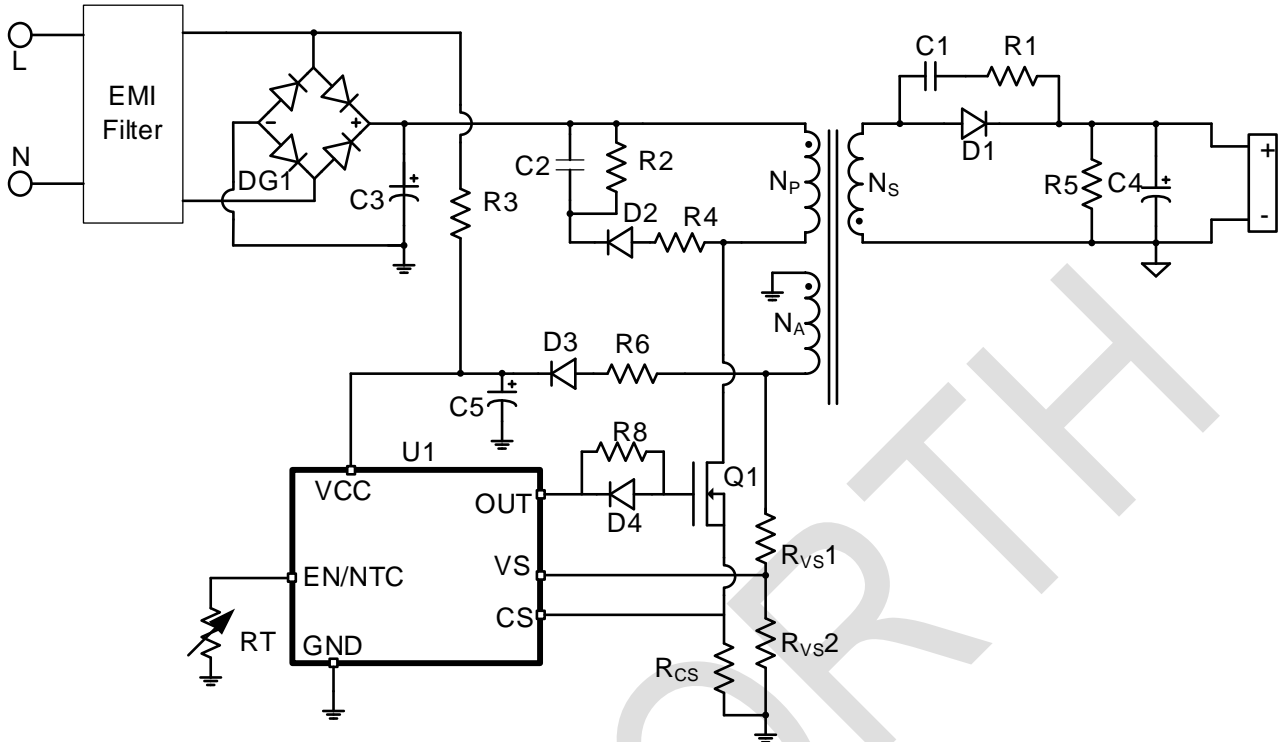 L
N
EMI
Filter
DG1
-
+
C3
+
R3
C2
R2
D2
R4
NP
NS
NA
C1
R1
D1
R5
C4
+
+
-
D3
R6
C5
+
U1
VCC
OUT
EN/NTC
VS
CS
GND
RT
R8
D4
Q1
RVS1
RVS2
RCS
ORTH